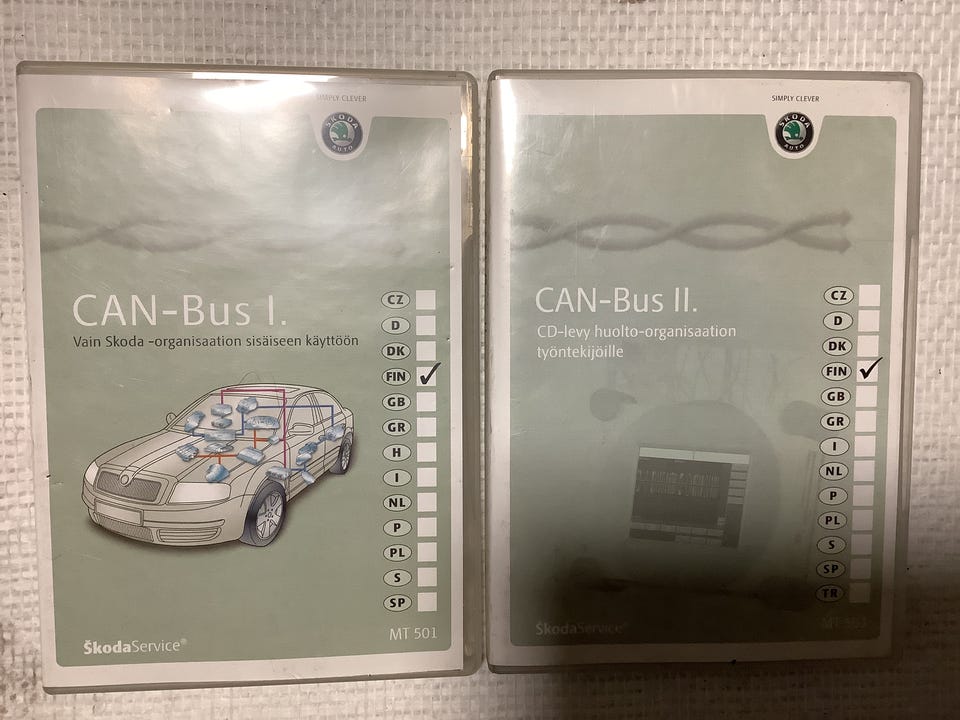 SIMPLY CLEVER
ŠKODA
AUTO
CAN-Bus I.
Vain Skoda -organisaation sisäiseen käyttöön
CZ
D
DK
FIN
GB
GR
H
I
NL
P
PL
S
SP
ŠkodaService®
MT 501
SIMPLY CLEVER
ŠKODA
AUTO
CAN-Bus II.
CD-levy huolto-organisaation
työntekijöille
CZ
D
DK
FIN
GB
GR
I
NL
P
PL
S
SP
TR
ŠkodaService®